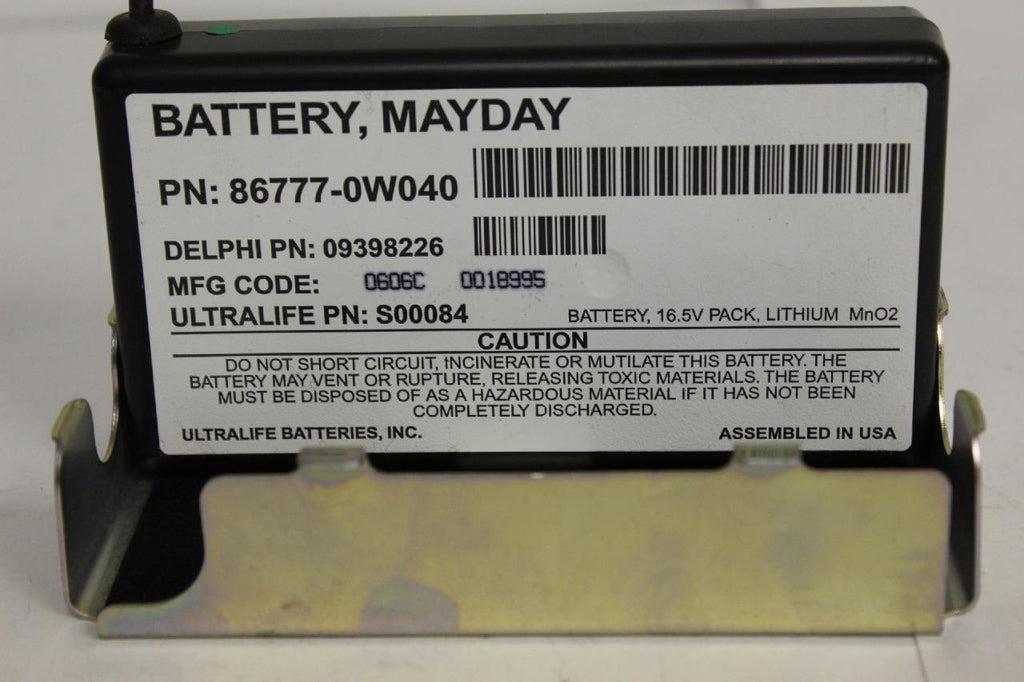 BATTERY, MAYDAY
PN: 86777-0W040
DELPHI PN: 09398226
MFG CODE: 0606C 0018995
ULTRALIFE PN: S00084 BATTERY, 16.5V PACK, LITHIUM MnO2
CAUTION
DO NOT SHORT CIRCUIT, INCINERATE OR MUTILATE THIS BATTERY. THE
BATTERY MAY VENT OR RUPTURE, RELEASING TOXIC MATERIALS. THE BATTERY
MUST BE DISPOSED OF AS A HAZARDOUS MATERIAL IF IT HAS NOT BEEN
COMPLETELY DISCHARGED.
ULTRALIFE BATTERIES, INC. ASSEMBLED IN USA